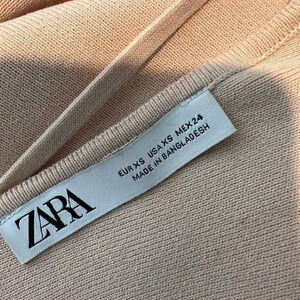 ZARA
EUR XS USA XS MEX 24
MADE IN BANGLADESH